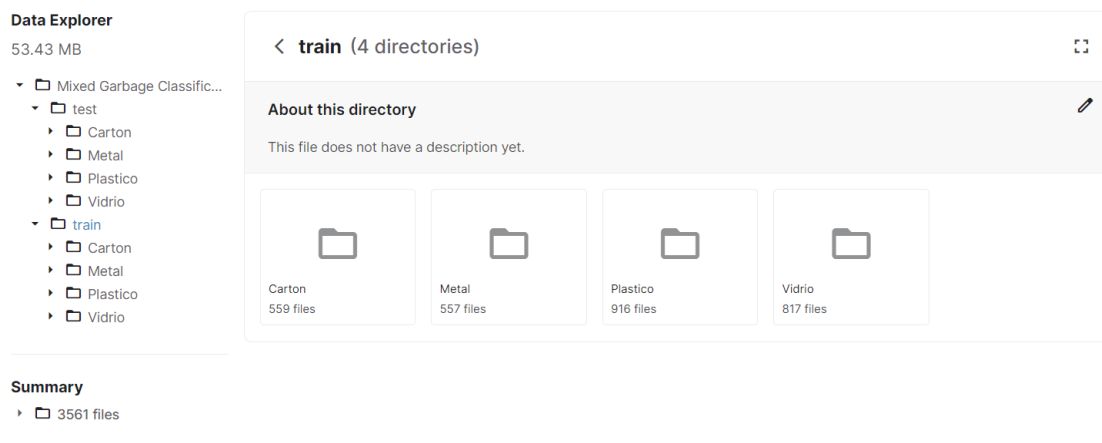 Data Explorer
53.43 MB
Mixed Garbage Classific...
test
Carton
Metal
Plastico
Vidrio
train
Carton
Metal
Plastico
Vidrio
Summary
3561 files
train (4 directories)
About this directory
This file does not have a description yet.
Carton
559 files
Metal
557 files
Plastico
916 files
Vidrio
817 files